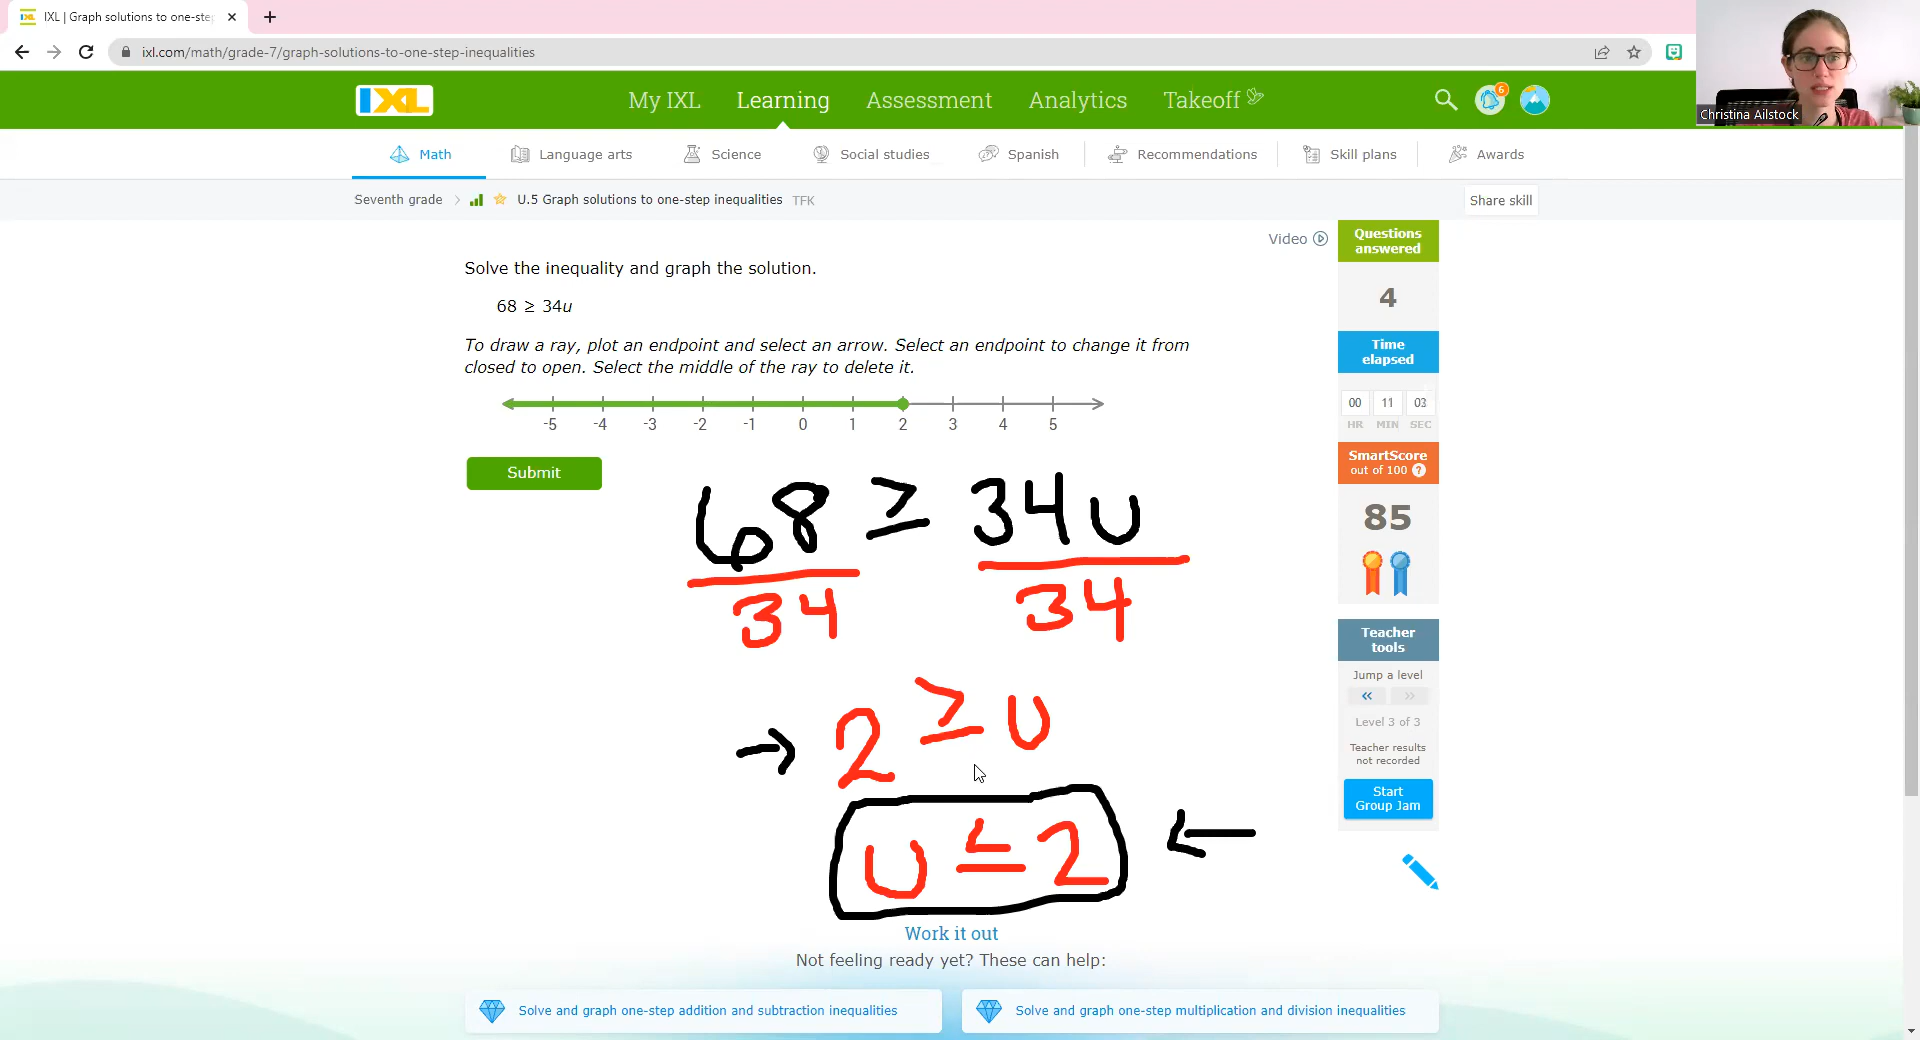 IXL | Graph solutions to one-step
ixl.com/math/grade-7/graph-solutions-to-one-step-inequalities
IXL My IXL Learning Assessment Analytics Takeoff 6
Christina Ailstock
Math Language arts Science Social studies Spanish Recommendations Skill plans Awards
Seventh grade > U.5 Graph solutions to one-step inequalities TFK Share skill
Video
Solve the inequality and graph the solution.
68 ≥ 34u
To draw a ray, plot an endpoint and select an arrow. Select an endpoint to change it from
closed to open. Select the middle of the ray to delete it.
-5 -4 -3 -2 -1 0 1 2 3 4 5
Submit
68 ≥ 34u
34 34
2 ≥ u
u ≤ 2
Work it out
Not feeling ready yet? These can help:
Solve and graph one-step addition and subtraction inequalities
Solve and graph one-step multiplication and division inequalities
Questions
answered
4
Time
elapsed
00 11 03
HR MIN SEC
SmartScore
out of 100 ?
85
Teacher
tools
Jump a level
« »
Level 3 of 3
Teacher results
not recorded
Start
Group Jam